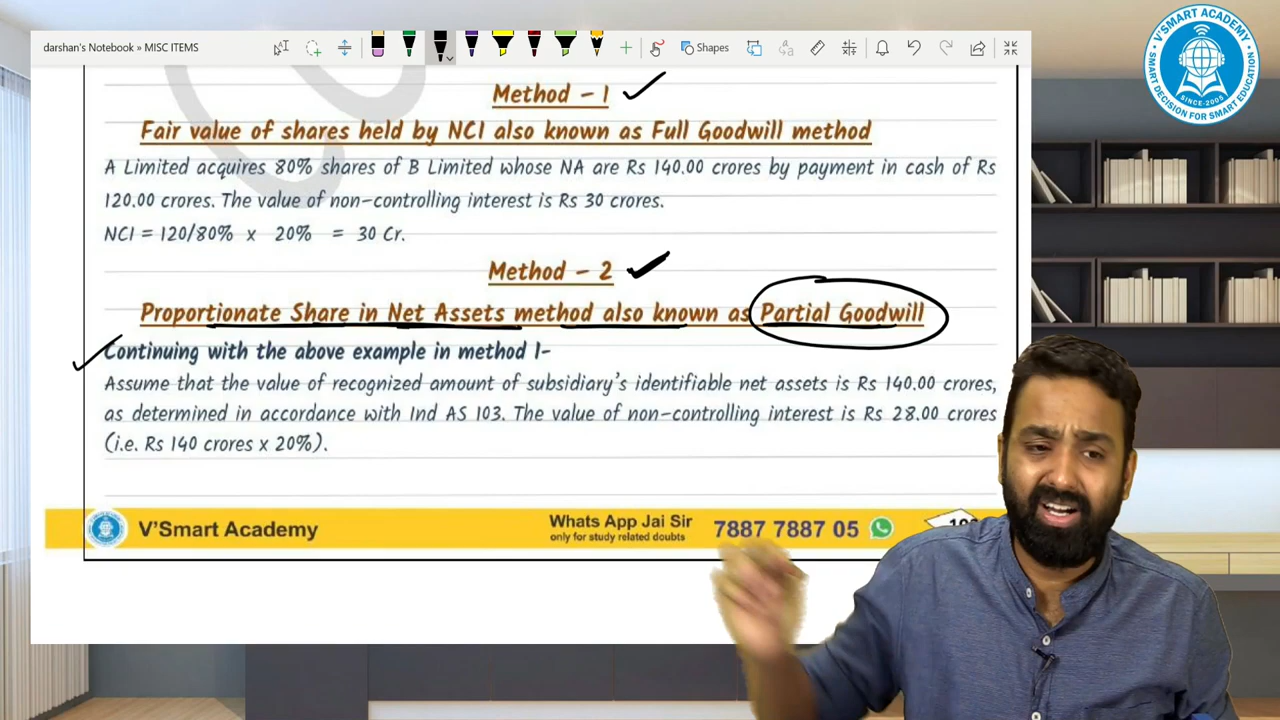 darshan's Notebook » MISC ITEMS
Shapes
V'SMART ACADEMY
SINCE-2005
SMART DECISION FOR SMART EDUCATION
Method - 1
Fair value of shares held by NCI also known as Full Goodwill method
A Limited acquires 80% shares of B Limited whose NA are Rs 140.00 crores by payment in cash of Rs
120.00 crores. The value of non-controlling interest is Rs 30 crores.
NCI = 120/80% x 20% = 30 Cr.
Method - 2
Proportionate Share in Net Assets method also known as Partial Goodwill
Continuing with the above example in method 1-
Assume that the value of recognized amount of subsidiary's identifiable net assets is Rs 140.00 crores,
as determined in accordance with Ind AS 103. The value of non-controlling interest is Rs 28.00 crores
(i.e. Rs 140 crores x 20%).
V'Smart Academy
Whats App Jai Sir
only for study related doubts
7887 7887 05